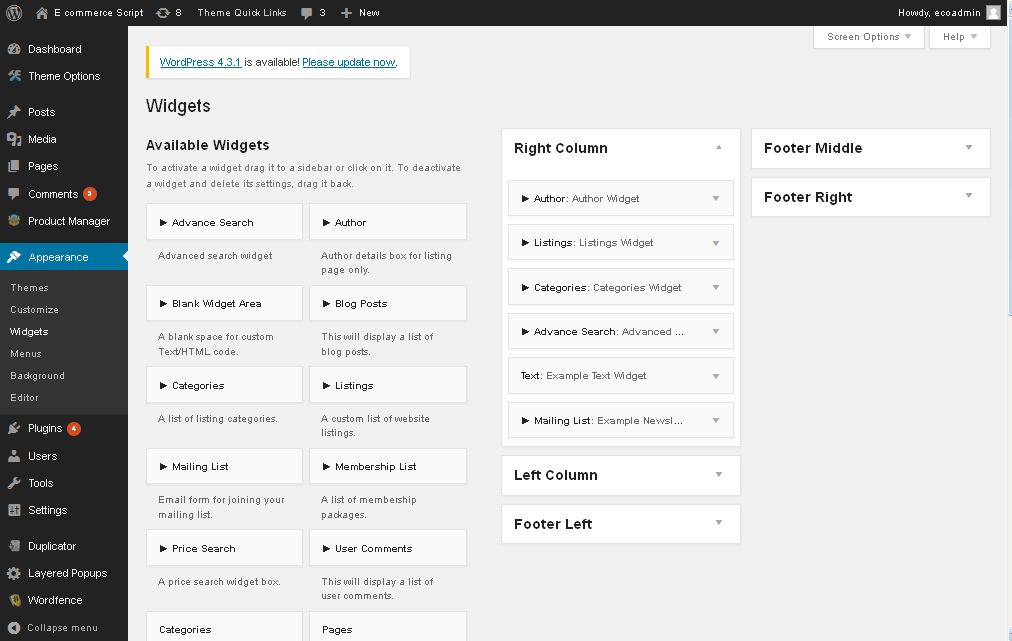 E commerce Script 8 Theme Quick Links 3 + New Howdy, ecoadmin
Dashboard
Theme Options
Posts
Media
Pages
Comments 3
Product Manager
Appearance
Themes
Customize
Widgets
Menus
Background
Editor
Plugins 4
Users
Tools
Settings
Duplicator
Layered Popups
Wordfence
Collapse menu
Screen Options ▼ Help ▼
WordPress 4.3.1 is available! Please update now.
Widgets
Available Widgets
To activate a widget drag it to a sidebar or click on it. To deactivate
a widget and delete its settings, drag it back.
► Advance Search
Advanced search widget
► Author
Author details box for listing
page only.
► Blank Widget Area
A blank space for custom
Text/HTML code.
► Blog Posts
This will display a list of
blog posts.
► Categories
A list of listing categories.
► Listings
A custom list of website
listings.
► Mailing List
Email form for joining your
mailing list.
► Membership List
A list of membership
packages.
► Price Search
A price search widget box.
► User Comments
This will display a list of
user comments.
Categories
Pages
Right Column
► Author: Author Widget
► Listings: Listings Widget
► Categories: Categories Widget
► Advance Search: Advanced ...
Text: Example Text Widget
► Mailing List: Example Newsl...
Left Column
Footer Left
Footer Middle
Footer Right